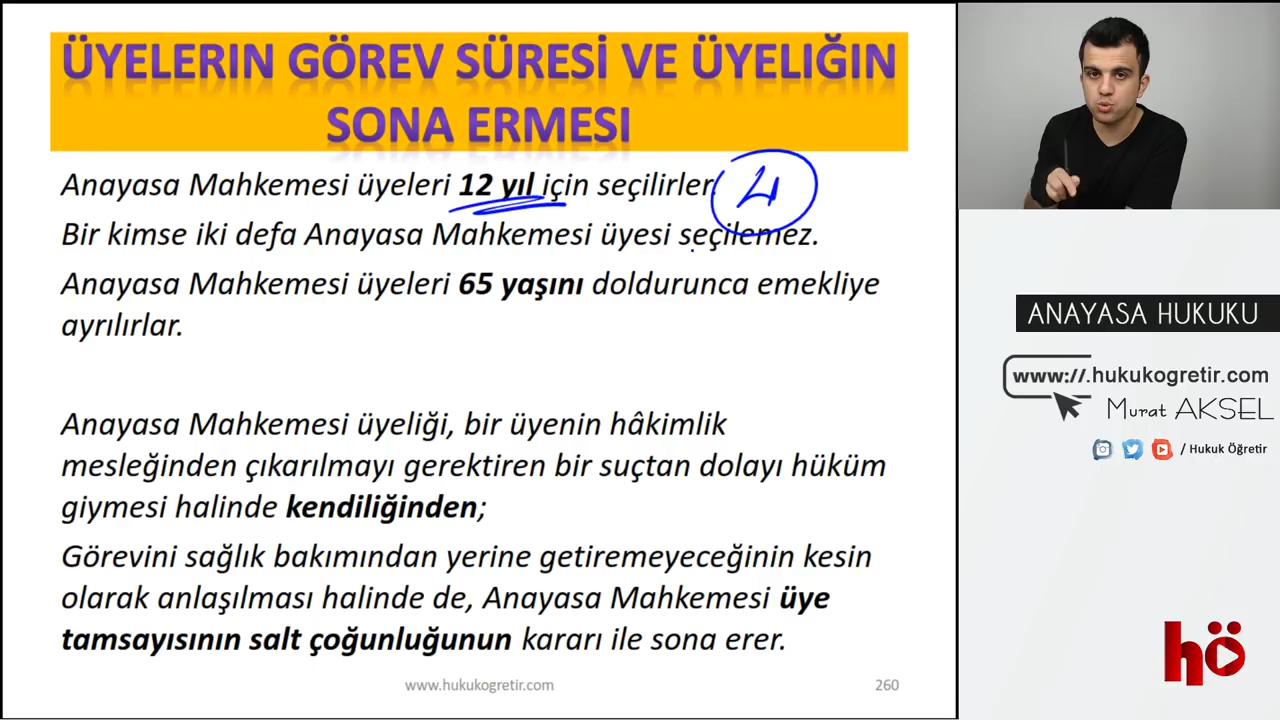 ÜYELERIN GÖREV SÜRESİ VE ÜYELIĞIN
SONA ERMESI
Anayasa Mahkemesi üyeleri 12 yıl için seçilirler.
4
Bir kimse iki defa Anayasa Mahkemesi üyesi seçilemez.
Anayasa Mahkemesi üyeleri 65 yaşını doldurunca emekliye
ayrılırlar.
Anayasa Mahkemesi üyeliği, bir üyenin hâkimlik
mesleğinden çıkarılmayı gerektiren bir suçtan dolayı hüküm
giymesi halinde kendiliğinden;
Görevini sağlık bakımından yerine getiremeyeceğinin kesin
olarak anlaşılması halinde de, Anayasa Mahkemesi üye
tamsayısının salt çoğunluğunun kararı ile sona erer.
www.hukukogretir.com
260
ANAYASA HUKUKU
www://.hukukogretir.com
Murat AKSEL
/ Hukuk Öğretir
hö